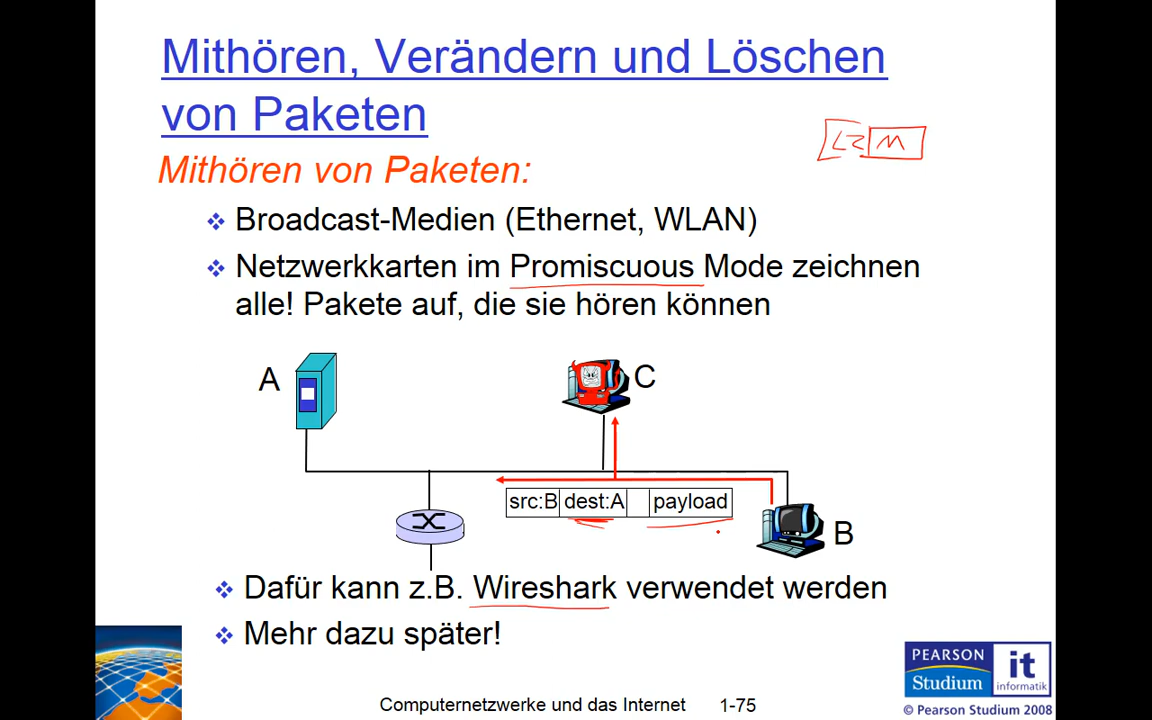 Mithören, Verändern und Löschen
von Paketen
LZ M
Mithören von Paketen:
Broadcast-Medien (Ethernet, WLAN)
Netzwerkkarten im Promiscuous Mode zeichnen
alle! Pakete auf, die sie hören können
A
C
src:B dest:A payload
B
Dafür kann z.B. Wireshark verwendet werden
Mehr dazu später!
PEARSON
Studium
it
informatik
Computernetzwerke und das Internet 1-75
© Pearson Studium 2008